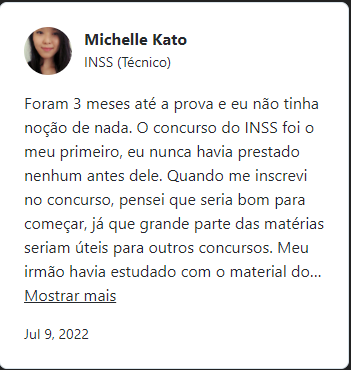 Michelle Kato
INSS (Técnico)
Foram 3 meses até a prova e eu não tinha
noção de nada. O concurso do INSS foi o
meu primeiro, eu nunca havia prestado
nenhum antes dele. Quando me inscrevi
no concurso, pensei que seria bom para
começar, já que grande parte das matérias
seriam úteis para outros concursos. Meu
irmão havia estudado com o material do...
Mostrar mais
Jul 9, 2022